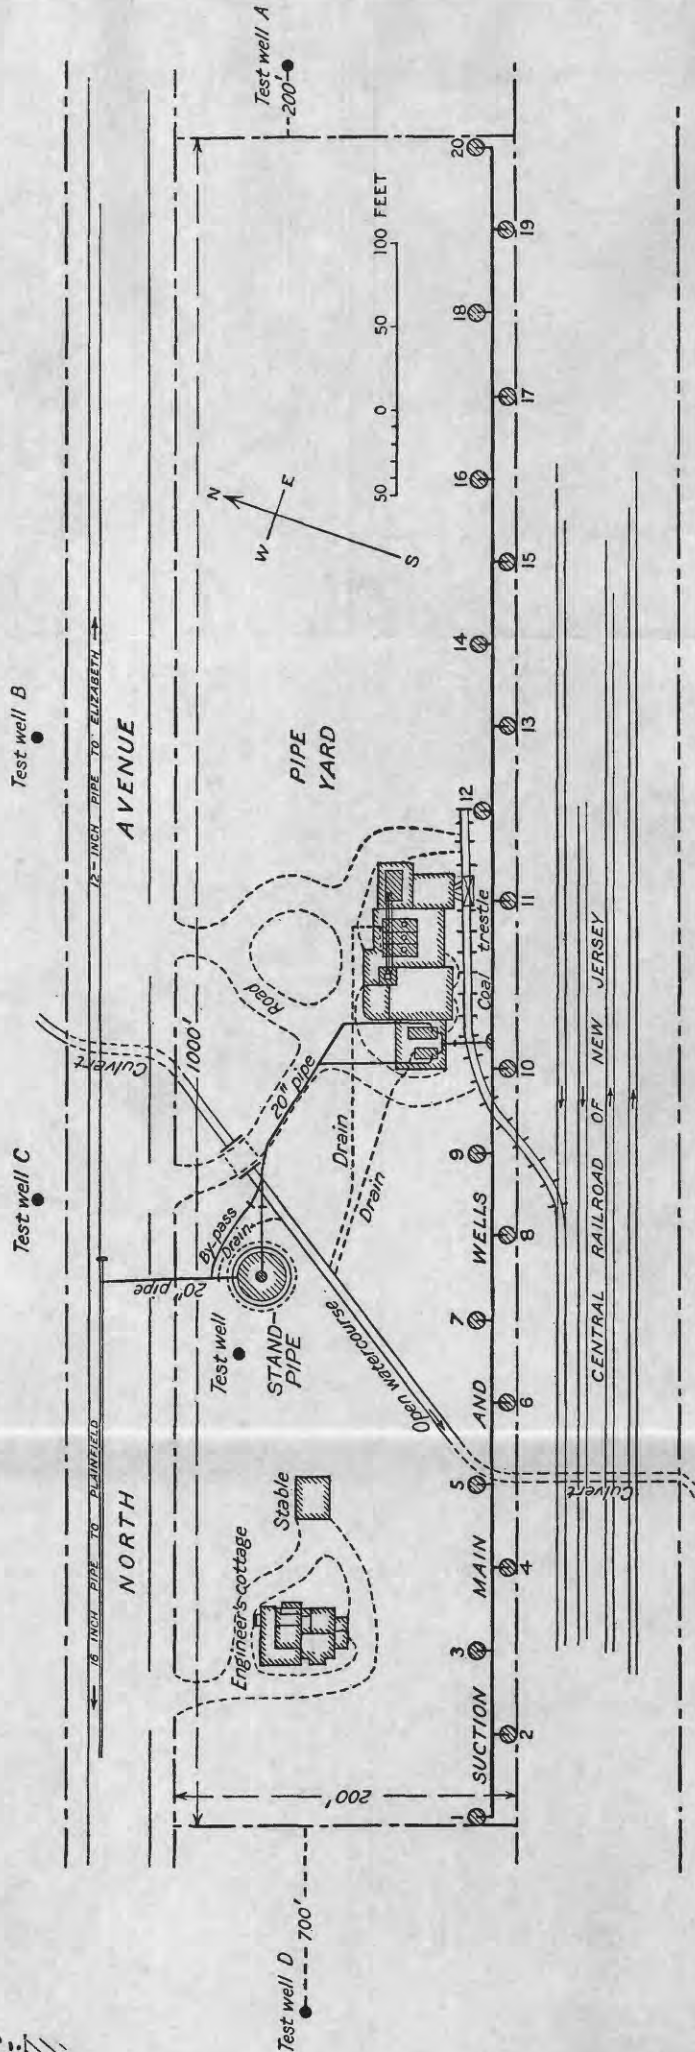 Test well D
700'
Test well A
200'
Test well B
Test well C
← 16 INCH PIPE TO PLAINFIELD
12-INCH PIPE TO ELIZABETH →
NORTH
AVENUE
Culvert
1000'
200'
20" pipe
By-pass
Drain
Test well
STAND-
PIPE
Road
20" pipe
Drain
Drain
Open watercourse
Engineer's cottage
Stable
PIPE
YARD
N
W
E
S
50
0
50
100 FEET
Coal trestle
SUCTION MAIN AND WELLS
1
2
3
4
5
6
7
8
9
10
11
12
13
14
15
16
17
18
19
20
Culvert
CENTRAL RAILROAD OF NEW JERSEY